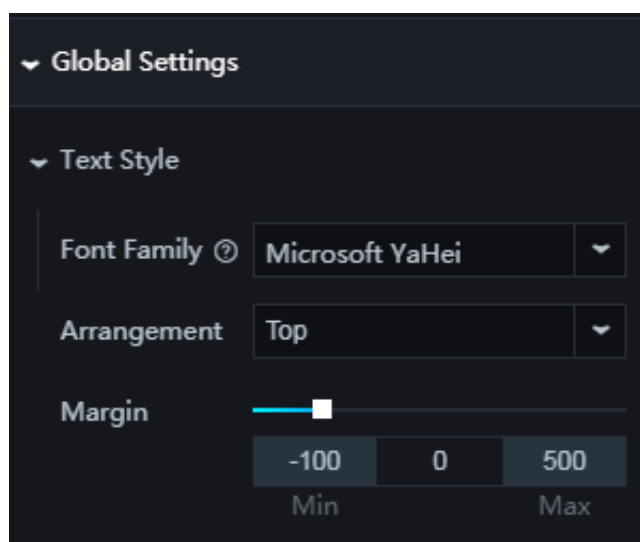 Global Settings
Text Style
Font Family Microsoft YaHei
Arrangement Top
Margin
-100 0 500
Min Max